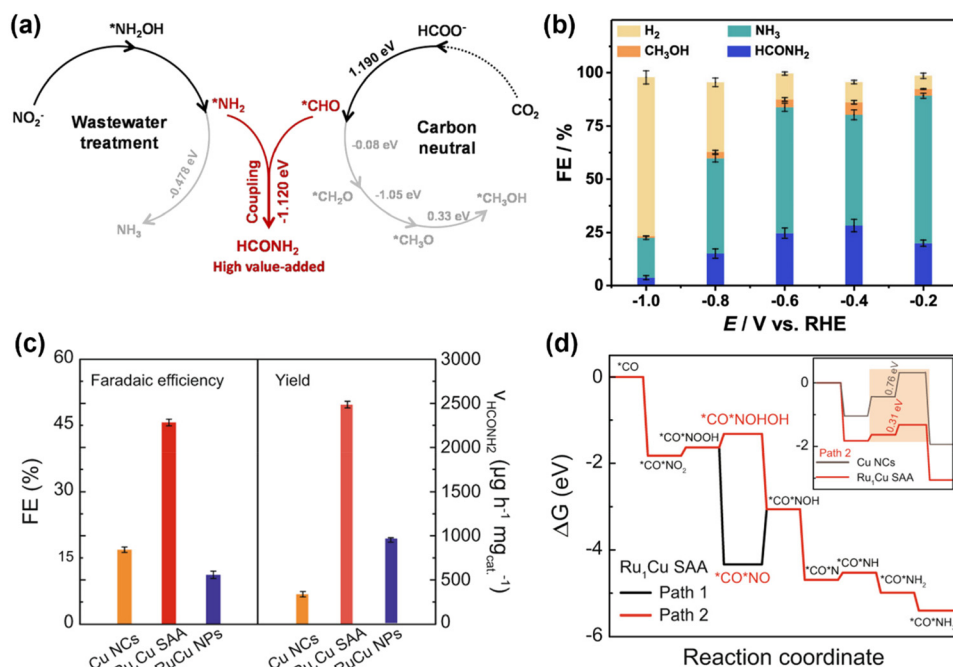 (a)
*NH₂OH
NO₂⁻
*NH₂
Wastewater
treatment
-0.478 eV
NH₃
Coupling
-1.120 eV
HCONH₂
High value-added
HCOO⁻
1.190 eV
CO₂
*CHO
Carbon
neutral
-0.08 eV
*CH₂O
-1.05 eV
*CH₃O
0.33 eV
*CH₃OH
(b)
H₂
NH₃
CH₃OH
HCONH₂
FE / %
100
75
50
25
0
-1.0 -0.8 -0.6 -0.4 -0.2
E / V vs. RHE
(c)
Faradaic efficiency
Yield
FE (%)
60
45
30
15
0
3000
2500
2000
1500
1000
500
0
vHCONH2 (μg h⁻¹ mgcat.⁻¹)
Cu NCs
Ru₁Cu SAA
RuCu NPs
Cu NCs
Ru₁Cu SAA
RuCu NPs
(d)
ΔG (eV)
0
-2
-4
-6
*CO
*CO*NO₂
*CO*NOOH
*CO*NOHOH
*CO*NO
*CO*NOH
*CO*N
*CO*NH
*CO*NH₂
Ru₁Cu SAA
Path 1
Path 2
0
-2
0.76 eV
0.31 eV
Path 2
Cu NCs
Ru₁Cu SAA
Reaction coordinate